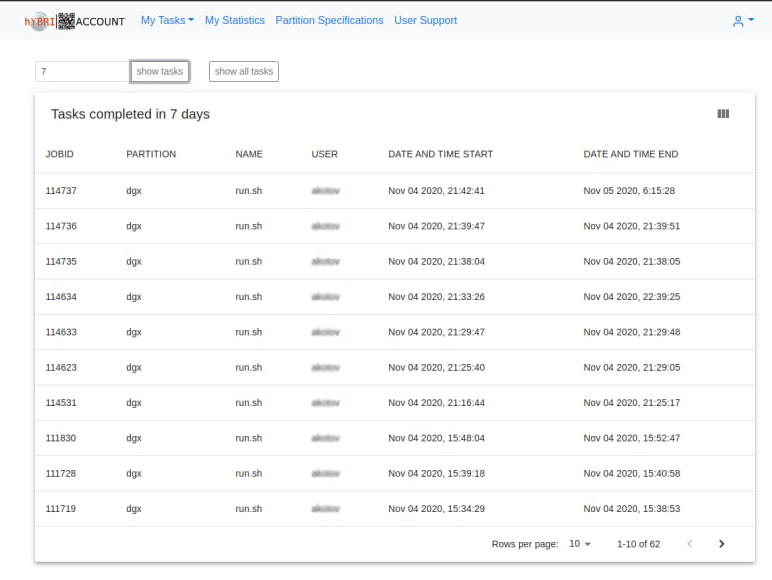 hYBRI ACCOUNT My Tasks My Statistics Partition Specifications User Support
7 show tasks show all tasks
Tasks completed in 7 days
JOBID PARTITION NAME USER DATE AND TIME START DATE AND TIME END
114737 dgx run.sh Nov 04 2020, 21:42:41 Nov 05 2020, 6:15:28
114736 dgx run.sh Nov 04 2020, 21:39:47 Nov 04 2020, 21:39:51
114735 dgx run.sh Nov 04 2020, 21:38:04 Nov 04 2020, 21:38:05
114634 dgx run.sh Nov 04 2020, 21:33:26 Nov 04 2020, 22:39:25
114633 dgx run.sh Nov 04 2020, 21:29:47 Nov 04 2020, 21:29:48
114623 dgx run.sh Nov 04 2020, 21:25:40 Nov 04 2020, 21:29:05
114531 dgx run.sh Nov 04 2020, 21:16:44 Nov 04 2020, 21:25:17
111830 dgx run.sh Nov 04 2020, 15:48:04 Nov 04 2020, 15:52:47
111728 dgx run.sh Nov 04 2020, 15:39:18 Nov 04 2020, 15:40:58
111719 dgx run.sh Nov 04 2020, 15:34:29 Nov 04 2020, 15:38:53
Rows per page: 10 1-10 of 62